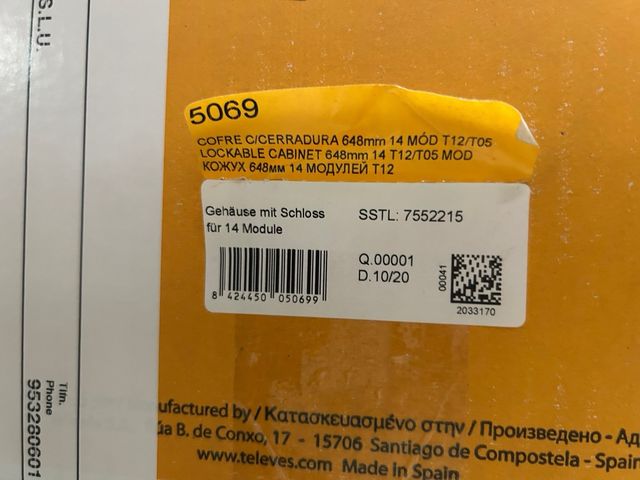 S.L.U.
5069
COFRE C/CERRADURA 648mm 14 MÓD T12/T05
LOCKABLE CABINET 648mm 14 T12/T05 MOD
КОЖУХ 648мм 14 МОДУЛЕЙ T12
Gehäuse mit Schloss
für 14 Module
SSTL: 7552215
Q.00001
D.10/20
00041
2033170
8 424450 050699
Tlfn.
Phone
953280601
ufactured by / Κατασκευασμένο στην / Произведено - Ад
úa B. de Conxo, 17 - 15706 Santiago de Compostela - Spain
www.televes.com Made in Spain